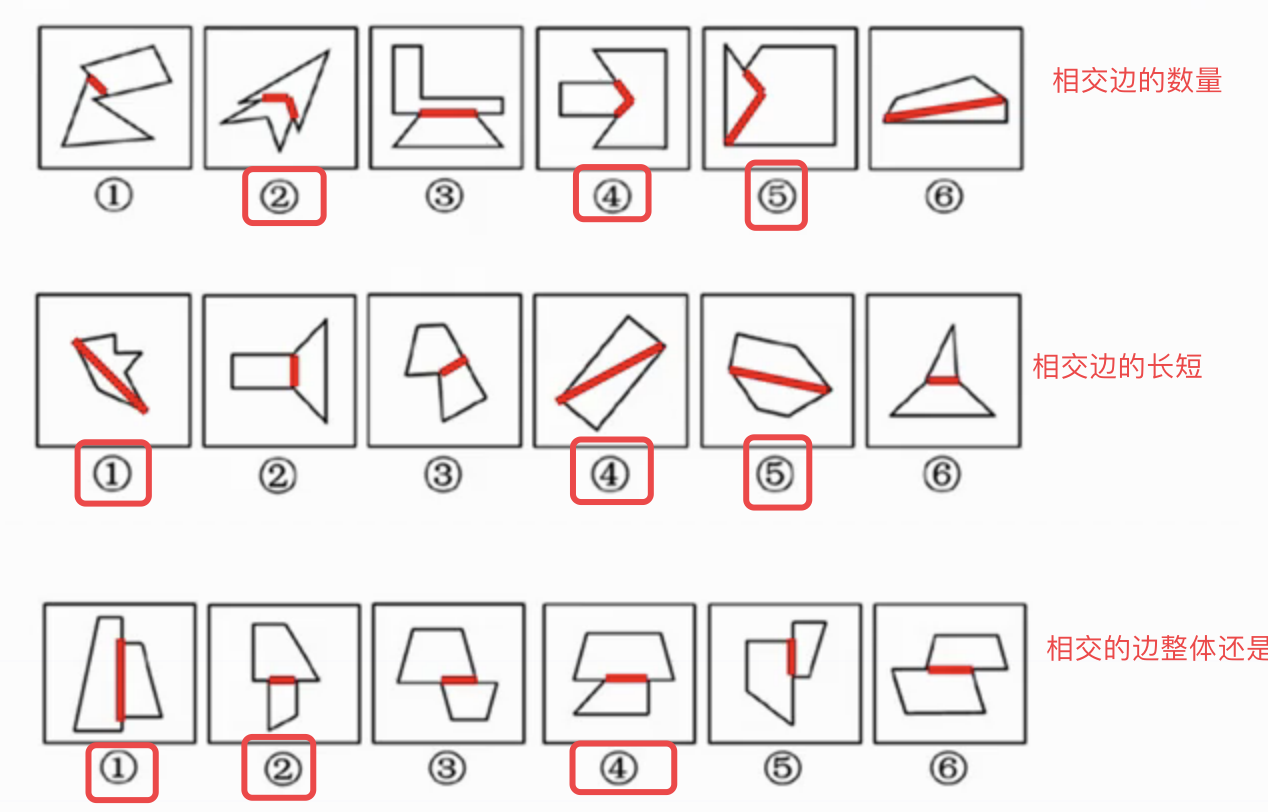 相交边的数量
① ② ③ ④ ⑤ ⑥
相交边的长短
① ② ③ ④ ⑤ ⑥
相交的边整体还是
① ② ③ ④ ⑤ ⑥